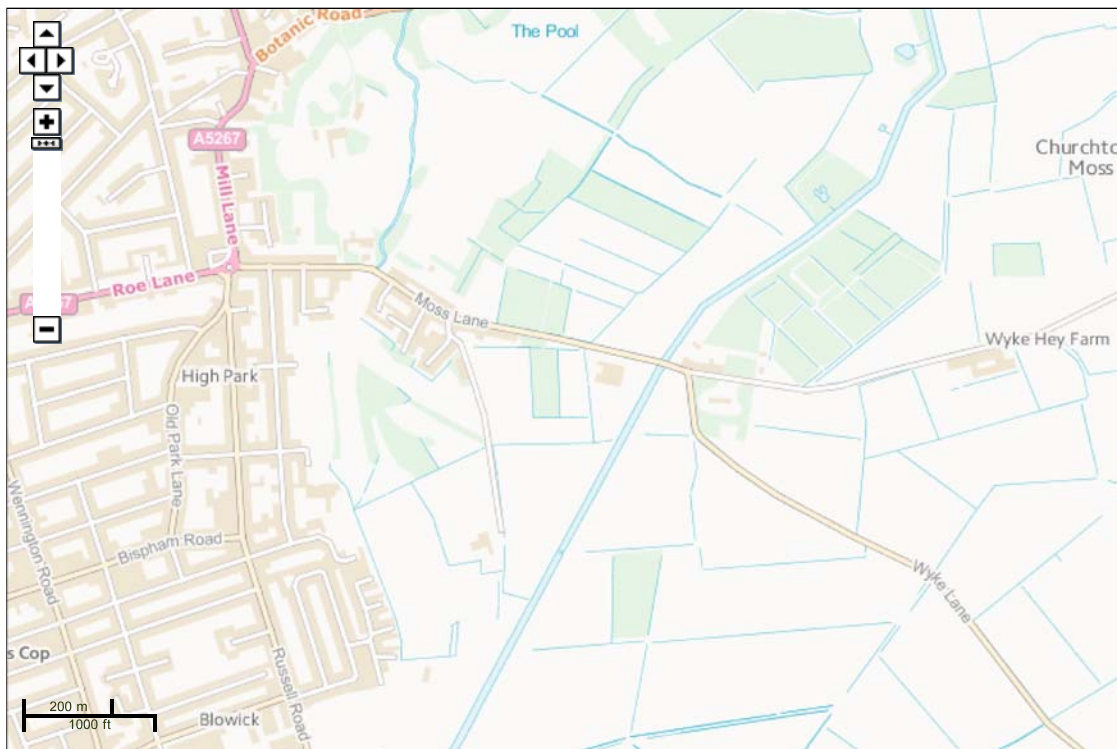 The Pool
Botanic Road
A5267
Mill Lane
Churchto
Moss
Roe Lane
Moss Lane
Wyke Hey Farm
High Park
Old Park Lane
Wennington Road
Bispham Road
Wyke Lane
s Cop
Russell Road
200 m
1000 ft
Blowick